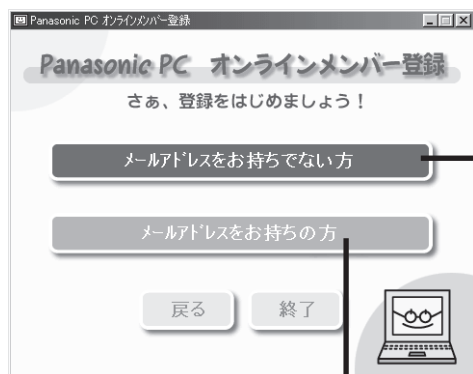 Panasonic PC オンラインメンバー登録
Panasonic PC オンラインメンバー登録
さぁ、登録をはじめましょう！
メールアドレスをお持ちでない方
メールアドレスをお持ちの方
戻る 終了